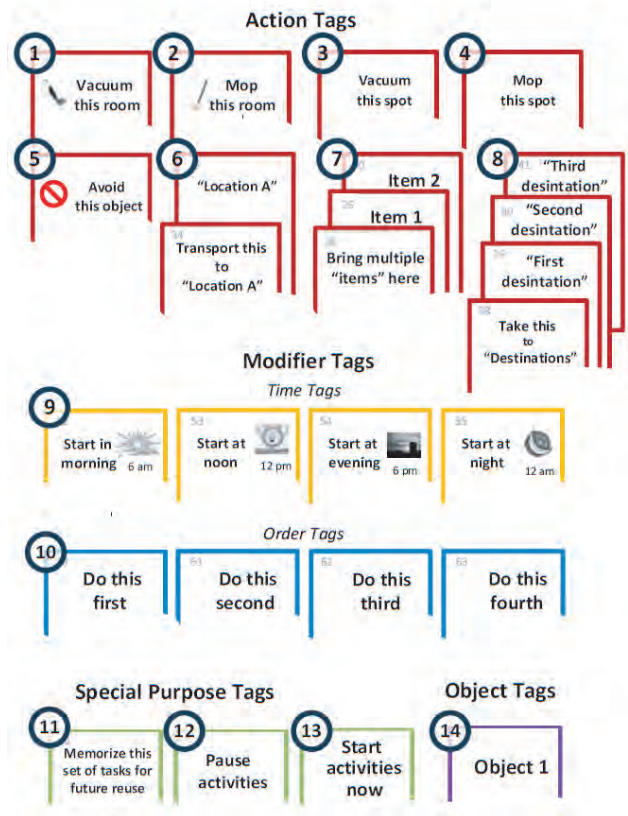 Action Tags
1
Vacuum
this room
2
Mop
this room
3
Vacuum
this spot
4
Mop
this spot
5
Avoid
this object
6
"Location A"
34
Transport this
to
"Location A"
7
Item 2
Item 1
Bring multiple
"items" here
8
41
"Third
desintation"
"Second
desintation"
"First
desintation"
Take this
to
"Destinations"
Modifier Tags
Time Tags
9
Start in
morning
6 am
53
Start at
noon
12 pm
54
Start at
evening
6 pm
55
Start at
night
12 am
Order Tags
10
Do this
first
61
Do this
second
62
Do this
third
63
Do this
fourth
Special Purpose Tags
Object Tags
11
Memorize this
set of tasks for
future reuse
12
Pause
activities
13
Start
activities
now
14
Object 1